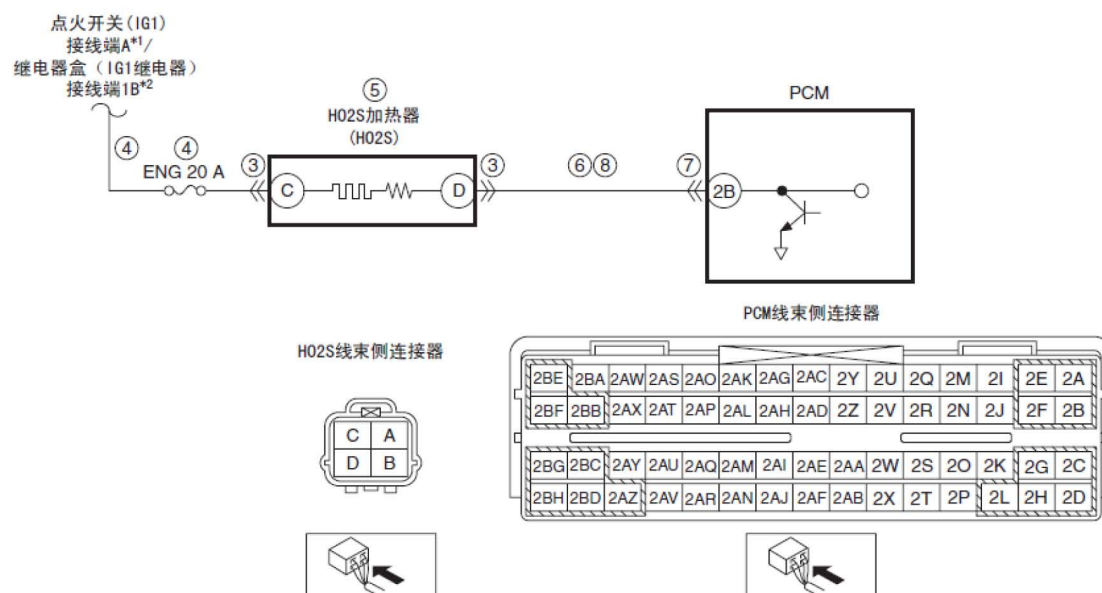 点火开关(IG1)
接线端A*1/
继电器盒（IG1继电器）
接线端1B*2
④
④
ENG 20 A
③
⑤
HO2S加热器
(HO2S)
C
D
③
⑥⑧
⑦
PCM
2B
HO2S线束侧连接器
C A
D B
PCM线束侧连接器
2BE 2BA 2AW 2AS 2AO 2AK 2AG 2AC 2Y 2U 2Q 2M 2I 2E 2A
2BF 2BB 2AX 2AT 2AP 2AL 2AH 2AD 2Z 2V 2R 2N 2J 2F 2B
2BG 2BC 2AY 2AU 2AQ 2AM 2AI 2AE 2AA 2W 2S 2O 2K 2G 2C
2BH 2BD 2AZ 2AV 2AR 2AN 2AJ 2AF 2AB 2X 2T 2P 2L 2H 2D